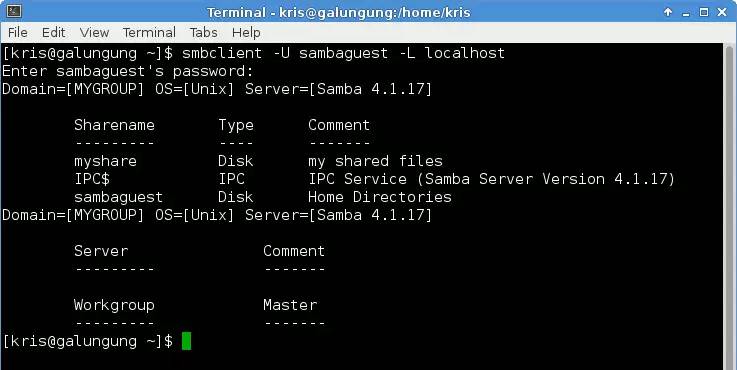 Terminal - kris@galungung:/home/kris
File Edit View Terminal Tabs Help
[kris@galungung ~]$ smbclient -U sambaguest -L localhost
Enter sambaguest's password:
Domain=[MYGROUP] OS=[Unix] Server=[Samba 4.1.17]
Sharename Type Comment
--------- ---- -------
myshare Disk my shared files
IPC$ IPC IPC Service (Samba Server Version 4.1.17)
sambaguest Disk Home Directories
Domain=[MYGROUP] OS=[Unix] Server=[Samba 4.1.17]
Server Comment
--------- -------
Workgroup Master
--------- -------
[kris@galungung ~]$